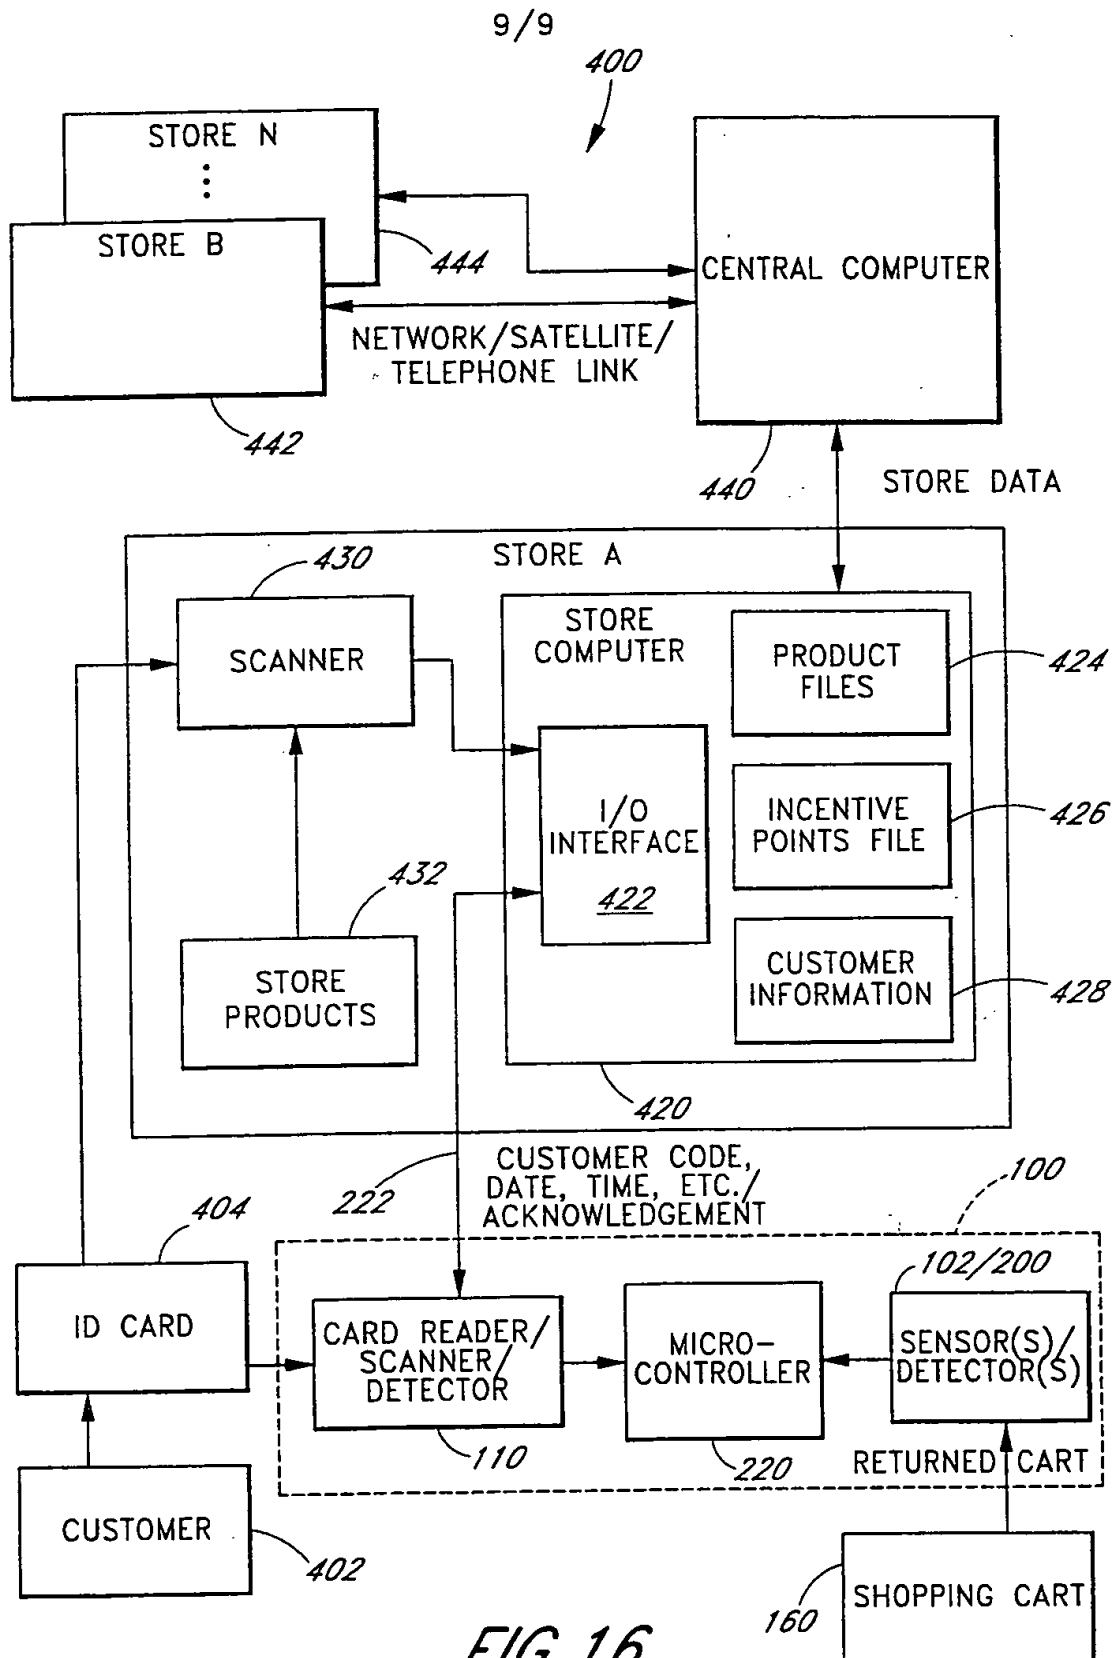 9/9
400
STORE N
STORE B
444
CENTRAL COMPUTER
NETWORK/SATELLITE/
TELEPHONE LINK
442
440
STORE DATA
STORE A
430
SCANNER
STORE
COMPUTER
PRODUCT
FILES
424
I/O
INTERFACE
422
INCENTIVE
POINTS FILE
426
432
STORE
PRODUCTS
CUSTOMER
INFORMATION
428
420
222
CUSTOMER CODE,
DATE, TIME, ETC./
ACKNOWLEDGEMENT
100
404
ID CARD
CARD READER/
SCANNER/
DETECTOR
110
MICRO-
CONTROLLER
220
102/200
SENSOR(S)/
DETECTOR(S)
RETURNED CART
CUSTOMER
402
160
SHOPPING CART
FIG.16